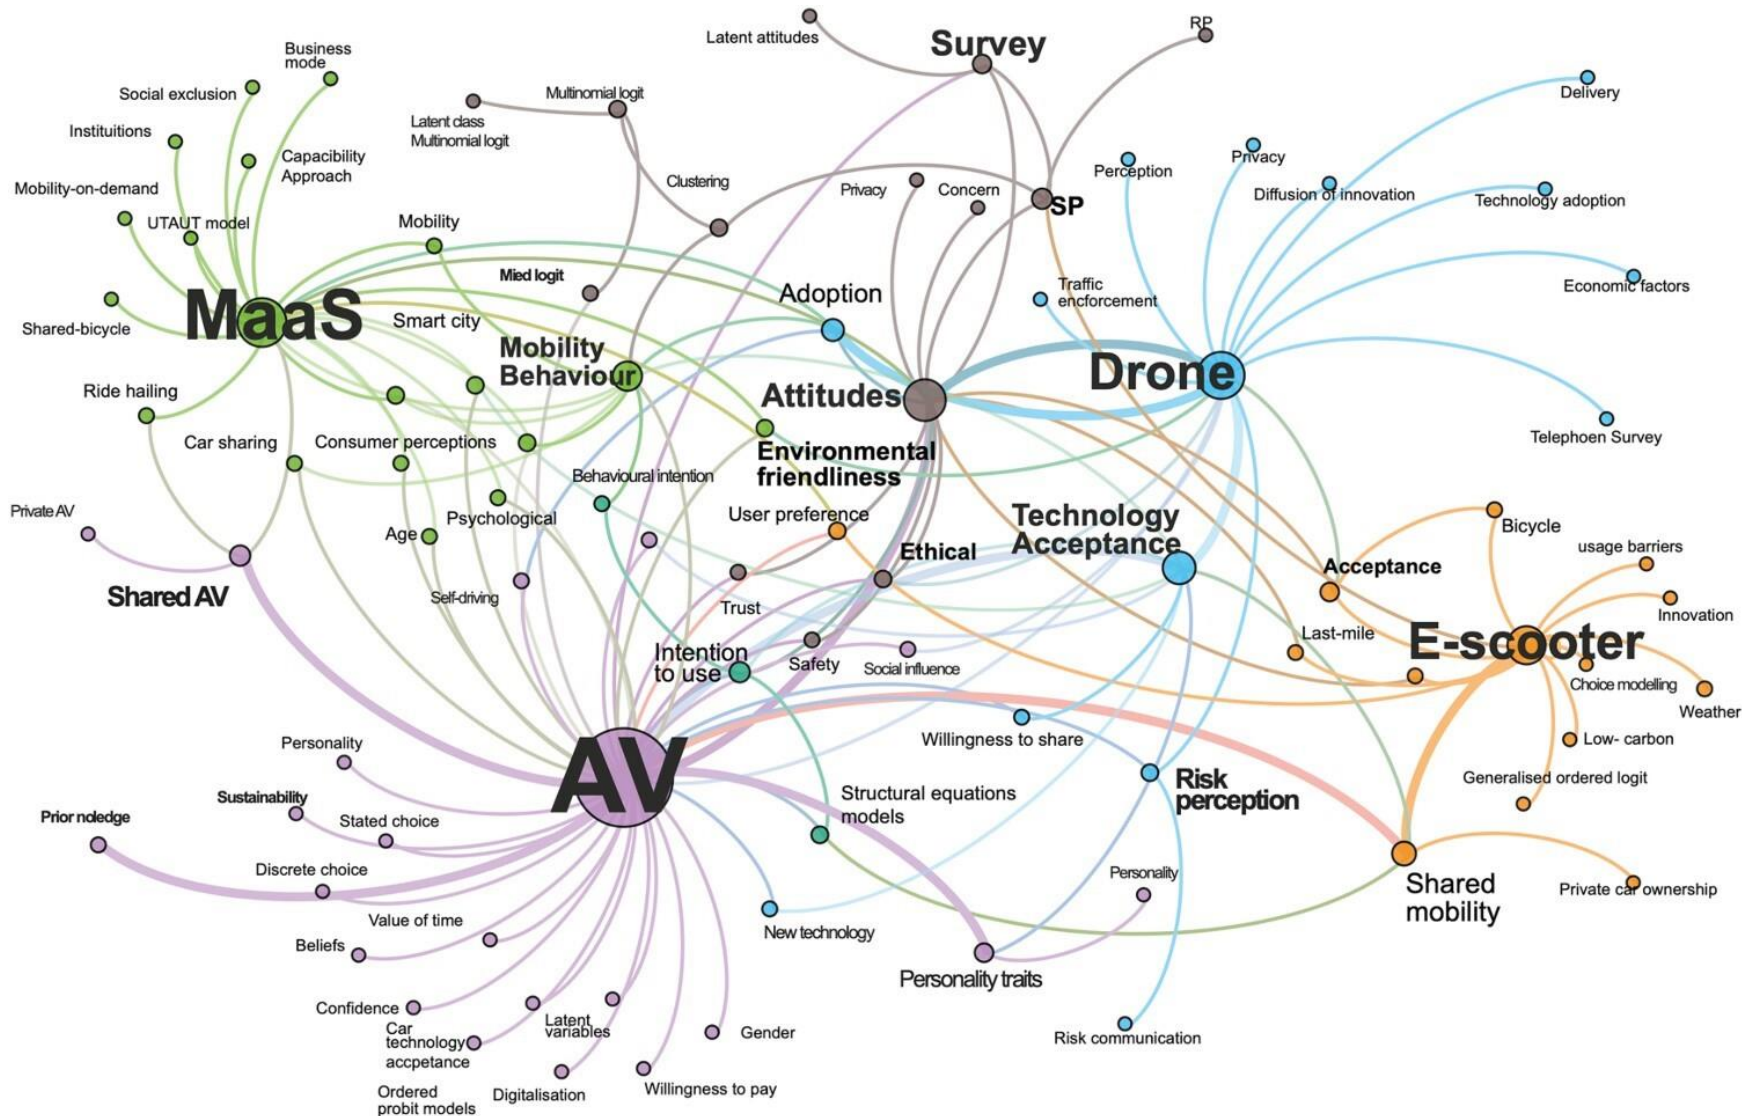 Latent attitudes
Survey
RP
Business
mode
Social exclusion
Multinomial logit
Delivery
Latent class
Multinomial logit
Instituitions
Capacibility
Approach
Privacy
Perception
Mobility-on-demand
UTAUT model
Mobility
Clustering
Privacy
Concern
SP
Diffusion of innovation
Technology adoption
Mied logit
Adoption
Traffic
encforcement
Economic factors
MaaS
Shared-bicycle
Smart city
Mobility
Behaviour
Attitudes
Drone
Ride hailing
Car sharing
Consumer perceptions
Environmental
friendliness
Telephoen Survey
Behavioural intention
Private AV
Psychological
Age
User preference
Technology
Acceptance
Bicycle
Ethical
usage barriers
Acceptance
Shared AV
Self-driving
Trust
Innovation
Last-mile
E-scooter
Intention
to use
Safety
Social influence
Choice modelling
Weather
Willingness to share
Low- carbon
Personality
AV
Generalised ordered logit
Risk
perception
Sustainability
Structural equations
models
Prior noledge
Stated choice
Discrete choice
Personality
Shared
mobility
Private car ownership
Value of time
Beliefs
New technology
Personality traits
Confidence
Car
technology
accpetance
Latent
variables
Gender
Risk communication
Ordered
probit models
Digitalisation
Willingness to pay